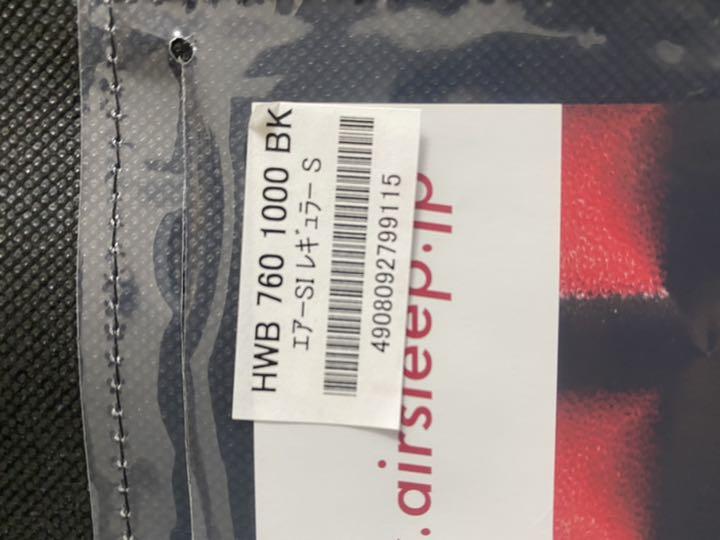 HWB 760 1000 BK
ｴｱｰSIﾚｷﾞｭﾗｰ S
4908092799115
.airsleep.jp